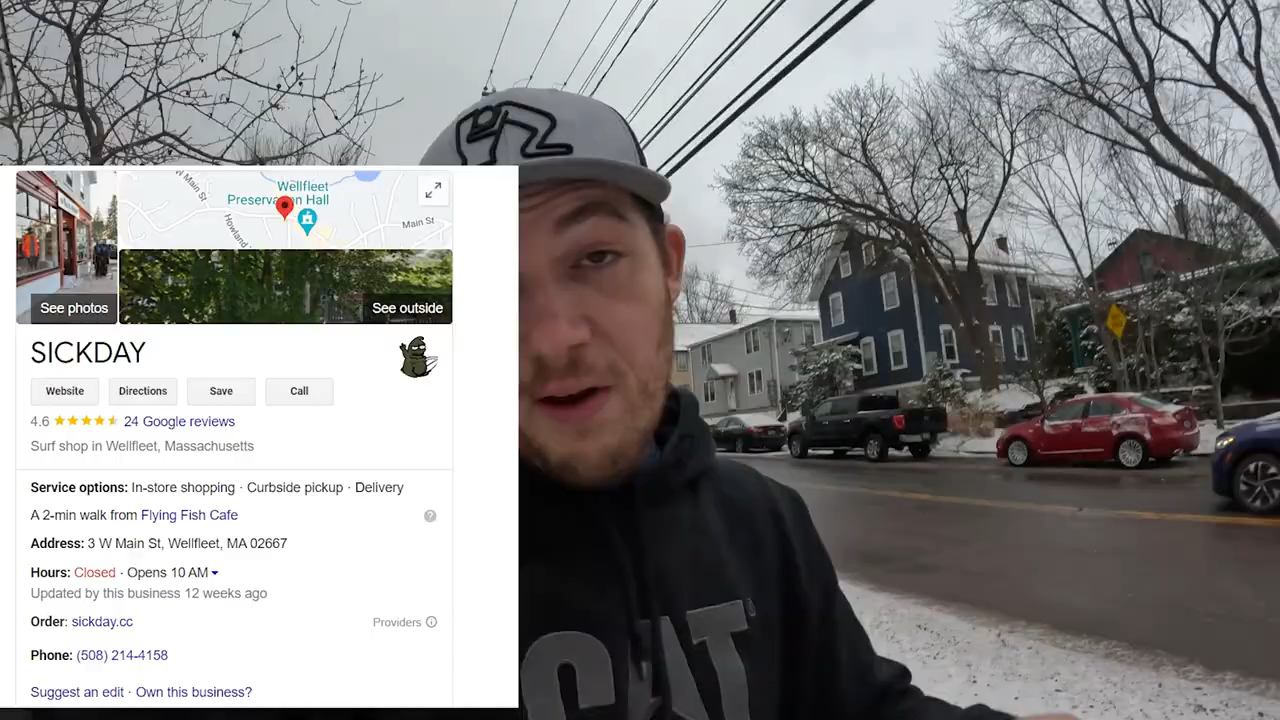 W Main St
Wellfleet
Preservation Hall
Howland
Main St
See photos
See outside
SICKDAY
Website
Directions
Save
Call
4.6
24 Google reviews
Surf shop in Wellfleet, Massachusetts
Service options: In-store shopping · Curbside pickup · Delivery
A 2-min walk from Flying Fish Cafe
Address: 3 W Main St, Wellfleet, MA 02667
Hours: Closed · Opens 10 AM
Updated by this business 12 weeks ago
Order: sickday.cc
Providers
Phone: (508) 214-4158
Suggest an edit · Own this business?
CAT